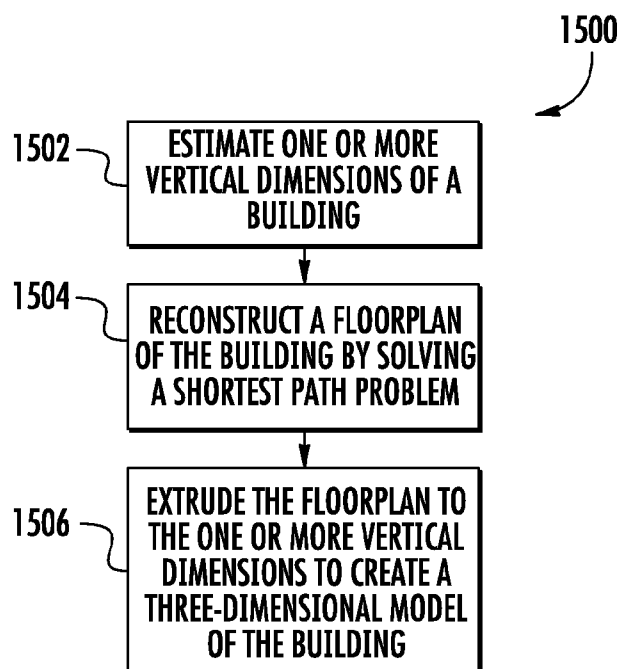 1500
1502
ESTIMATE ONE OR MORE
VERTICAL DIMENSIONS OF A
BUILDING
1504
RECONSTRUCT A FLOORPLAN
OF THE BUILDING BY SOLVING
A SHORTEST PATH PROBLEM
1506
EXTRUDE THE FLOORPLAN TO
THE ONE OR MORE VERTICAL
DIMENSIONS TO CREATE A
THREE-DIMENSIONAL MODEL
OF THE BUILDING